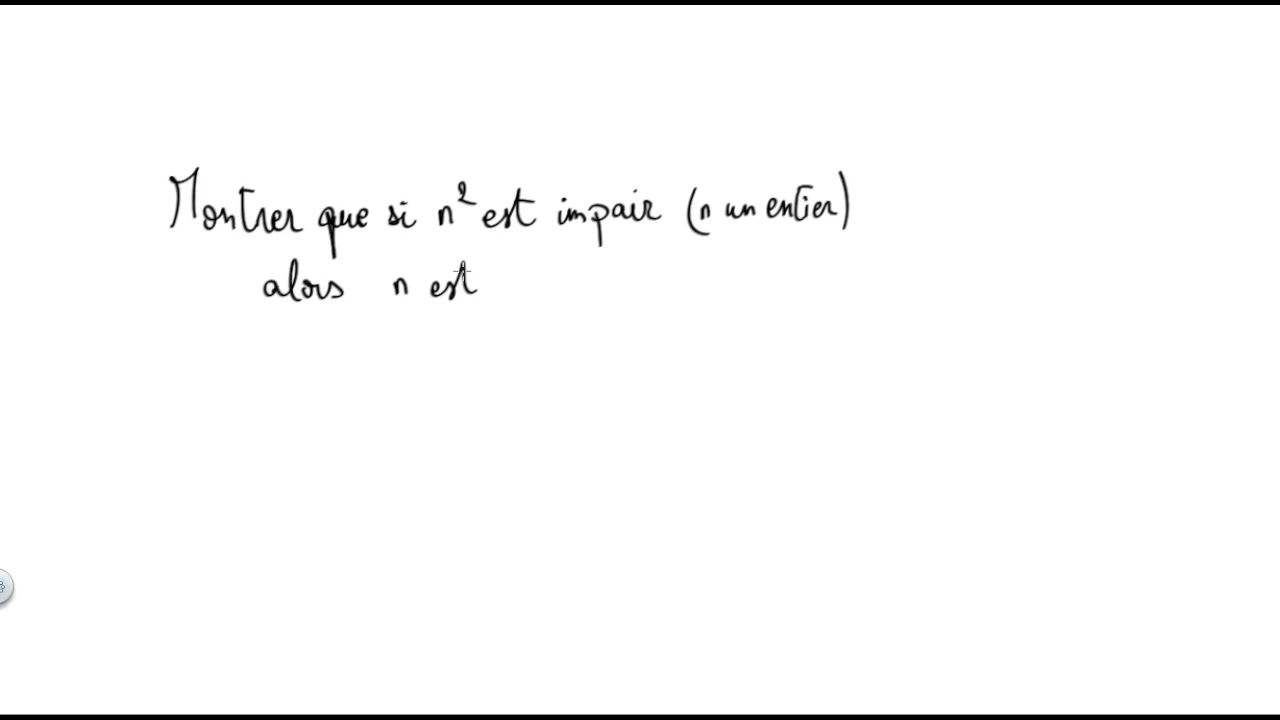 Montrer que si n² est impair (n un entier)
alors n est